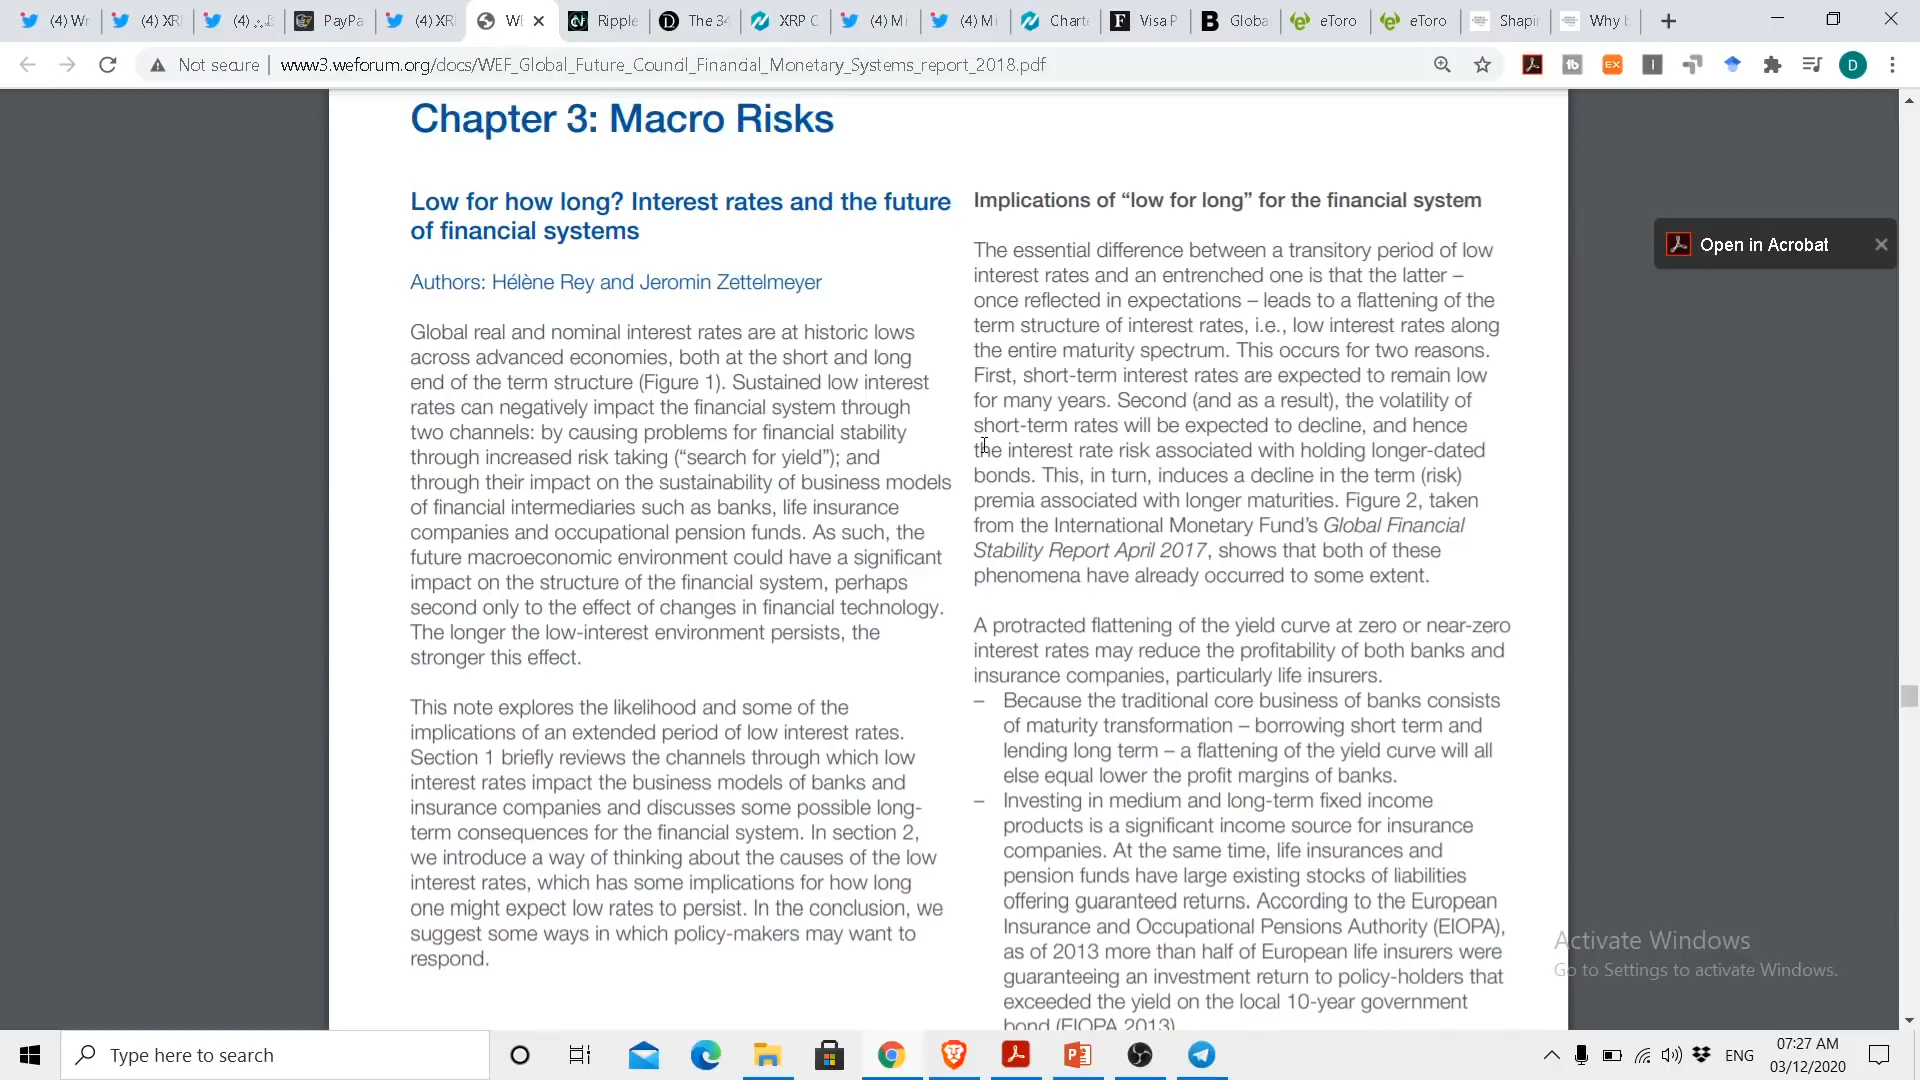 (4) Wr
(4) XRI
PayPa
(4) XRI
WE
Ripple
The 34
XRP C
(4) Mi
(4) Mi
Charte
Visa P
Globa
eToro
eToro
Shapi
Why b
Not secure
www3.weforum.org/docs/WEF_Global_Future_Council_Financial_Monetary_Systems_report_2018.pdf
D
Chapter 3: Macro Risks
Low for how long? Interest rates and the future
of financial systems
Authors: Hélène Rey and Jeromin Zettelmeyer
Global real and nominal interest rates are at historic lows
across advanced economies, both at the short and long
end of the term structure (Figure 1). Sustained low interest
rates can negatively impact the financial system through
two channels: by causing problems for financial stability
through increased risk taking (“search for yield”); and
through their impact on the sustainability of business models
of financial intermediaries such as banks, life insurance
companies and occupational pension funds. As such, the
future macroeconomic environment could have a significant
impact on the structure of the financial system, perhaps
second only to the effect of changes in financial technology.
The longer the low-interest environment persists, the
stronger this effect.
This note explores the likelihood and some of the
implications of an extended period of low interest rates.
Section 1 briefly reviews the channels through which low
interest rates impact the business models of banks and
insurance companies and discusses some possible long-
term consequences for the financial system. In section 2,
we introduce a way of thinking about the causes of the low
interest rates, which has some implications for how long
one might expect low rates to persist. In the conclusion, we
suggest some ways in which policy-makers may want to
respond.
Implications of “low for long” for the financial system
The essential difference between a transitory period of low
interest rates and an entrenched one is that the latter –
once reflected in expectations – leads to a flattening of the
term structure of interest rates, i.e., low interest rates along
the entire maturity spectrum. This occurs for two reasons.
First, short-term interest rates are expected to remain low
for many years. Second (and as a result), the volatility of
short-term rates will be expected to decline, and hence
the interest rate risk associated with holding longer-dated
bonds. This, in turn, induces a decline in the term (risk)
premia associated with longer maturities. Figure 2, taken
from the International Monetary Fund’s Global Financial
Stability Report April 2017, shows that both of these
phenomena have already occurred to some extent.
A protracted flattening of the yield curve at zero or near-zero
interest rates may reduce the profitability of both banks and
insurance companies, particularly life insurers.
– Because the traditional core business of banks consists
of maturity transformation – borrowing short term and
lending long term – a flattening of the yield curve will all
else equal lower the profit margins of banks.
– Investing in medium and long-term fixed income
products is a significant income source for insurance
companies. At the same time, life insurances and
pension funds have large existing stocks of liabilities
offering guaranteed returns. According to the European
Insurance and Occupational Pensions Authority (EIOPA),
as of 2013 more than half of European life insurers were
guaranteeing an investment return to policy-holders that
exceeded the yield on the local 10-year government
bond (EIOPA 2013)
Open in Acrobat
Activate Windows
Go to Settings to activate Windows.
Type here to search
ENG
07:27 AM
03/12/2020